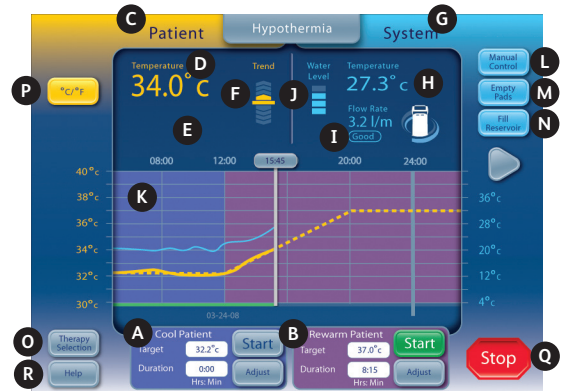 C
Patient
Hypothermia
System
G
Temperature
D
34.0°c
Trend
F
J
Water
Level
Temperature
27.3°c
H
Flow Rate
3.2 l/m
Good
I
E
P
°C/°F
Manual
Control
L
Empty
Pads
M
Fill
Reservoir
N
08:00
12:00
15:45
20:00
24:00
40°c
38°c
36°c
34°c
32°c
30°c
K
36°c
28°c
20°c
12°c
4°c
03-24-08
A
Cool Patient
Target
32.2°c
Start
Duration
0:00
Adjust
Hrs: Min
B
Rewarm Patient
Target
37.0°c
Start
Duration
8:15
Adjust
Hrs: Min
O
Therapy
Selection
R
Help
Stop
Q